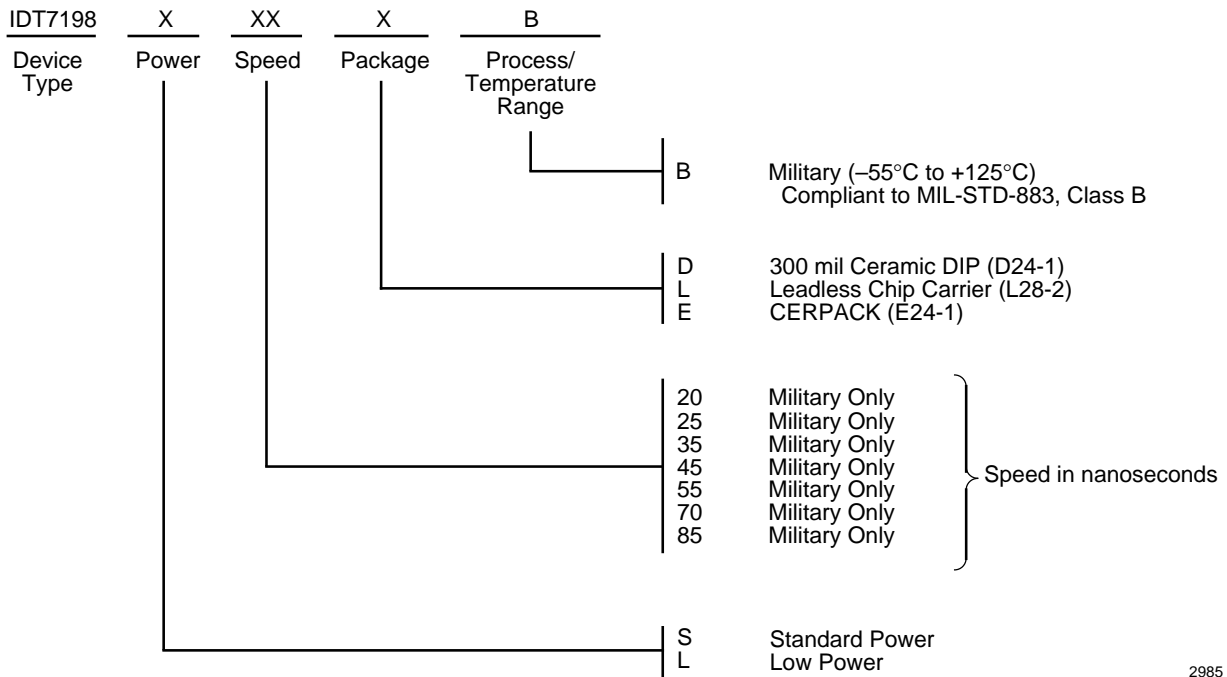 IDT7198 X XX X B
Device Type
Power
Speed
Package
Process/
Temperature
Range
B Military (–55°C to +125°C)
Compliant to MIL-STD-883, Class B
D 300 mil Ceramic DIP (D24-1)
L Leadless Chip Carrier (L28-2)
E CERPACK (E24-1)
20 Military Only
25 Military Only
35 Military Only
45 Military Only
55 Military Only
70 Military Only
85 Military Only
Speed in nanoseconds
S Standard Power
L Low Power
2985